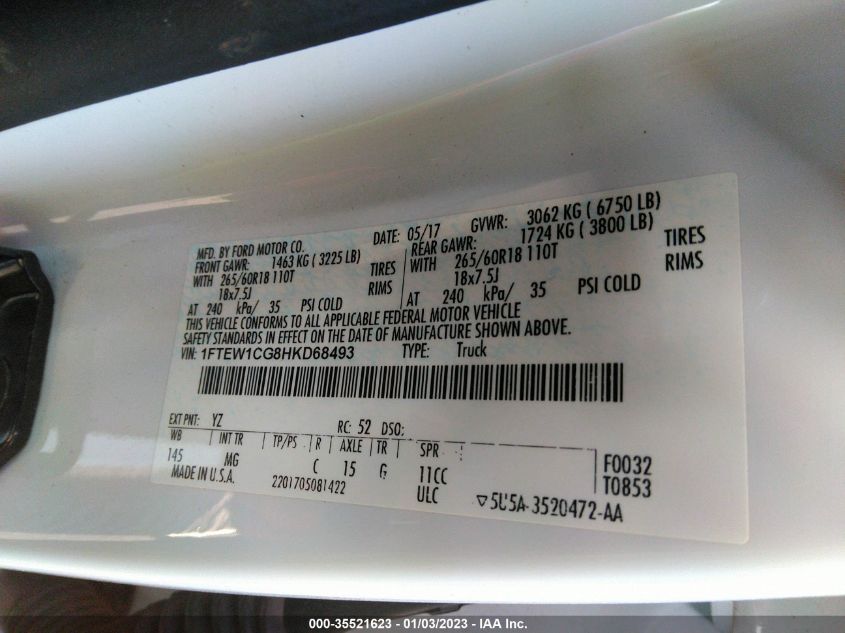 MFD. BY FORD MOTOR CO.
DATE: 05/17
GVWR: 3062 KG ( 6750 LB)
FRONT GAWR: 1463 KG ( 3225 LB)
REAR GAWR: 1724 KG ( 3800 LB)
WITH 265/60R18 110T TIRES
WITH 265/60R18 110T TIRES
18x7.5J RIMS
18x7.5J RIMS
AT 240 kPa/ 35 PSI COLD
AT 240 kPa/ 35 PSI COLD
THIS VEHICLE CONFORMS TO ALL APPLICABLE FEDERAL MOTOR VEHICLE
SAFETY STANDARDS IN EFFECT ON THE DATE OF MANUFACTURE SHOWN ABOVE.
VIN: 1FTEW1CG8HKD68493 TYPE: Truck
EXT PNT: YZ RC: 52 DSO:
WB INT TR TP/PS R AXLE TR SPR
145 MG C 15 G 11CC F0032
MADE IN U.S.A. 2201705081422 ULC T0853
5U5A-3520472-AA
000-35521623 - 01/03/2023 - IAA Inc.